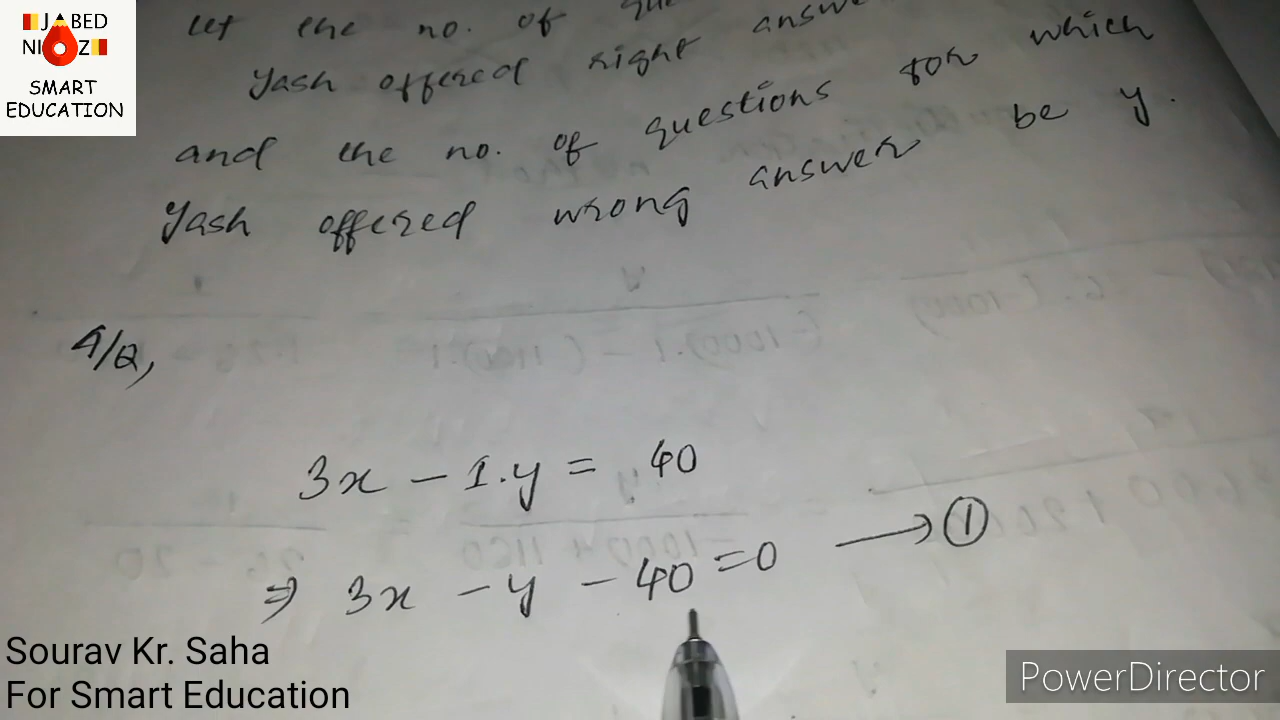 JABED
NIOZ
SMART
EDUCATION
let the no. of
Yash offered right
and the no. of questions for which
Yash offered wrong answer be y.
A/Q,
3x - 1.y = 40
⇒ 3x - y - 40 = 0 ⟶ ①
Sourav Kr. Saha
For Smart Education
PowerDirector